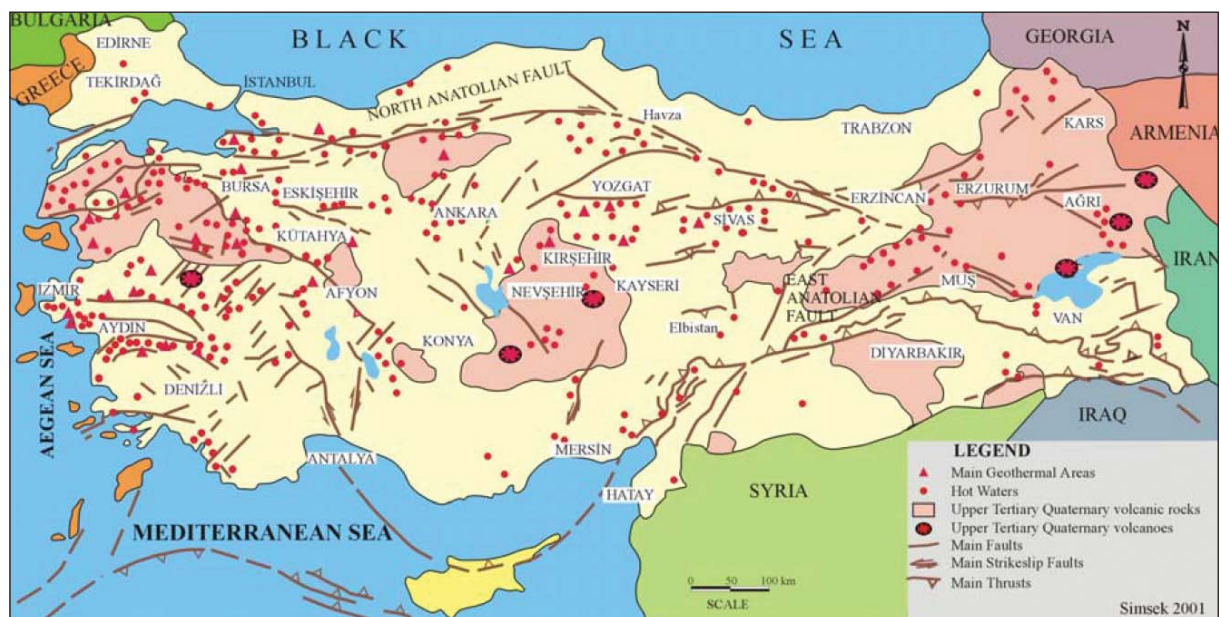 BULGARIA
BLACK SEA
GEORGIA
N
EDİRNE
GREECE
TEKİRDAĞ
İSTANBUL
NORTH ANATOLIAN FAULT
Havza
TRABZON
KARS
ARMENIA
BURSA
ESKİŞEHİR
ANKARA
YOZGAT
SİVAS
ERZİNCAN
ERZURUM
AĞRI
KÜTAHYA
KIRŞEHİR
IRAN
İZMİR
AFYON
NEVŞEHİR
KAYSERİ
EAST
ANATOLIAN
FAULT
MUŞ
VAN
AYDIN
KONYA
Elbistan
DİYARBAKIR
AEGEAN SEA
DENİZLİ
IRAQ
ANTALYA
MERSİN
HATAY
SYRIA
MEDITERRANEAN SEA
LEGEND
Main Geothermal Areas
Hot Waters
Upper Tertiary Quaternary volcanic rocks
Upper Tertiary Quaternary volcanoes
Main Faults
Main Strikeslip Faults
Main Thrusts
0 50 100 km
SCALE
Simsek 2001